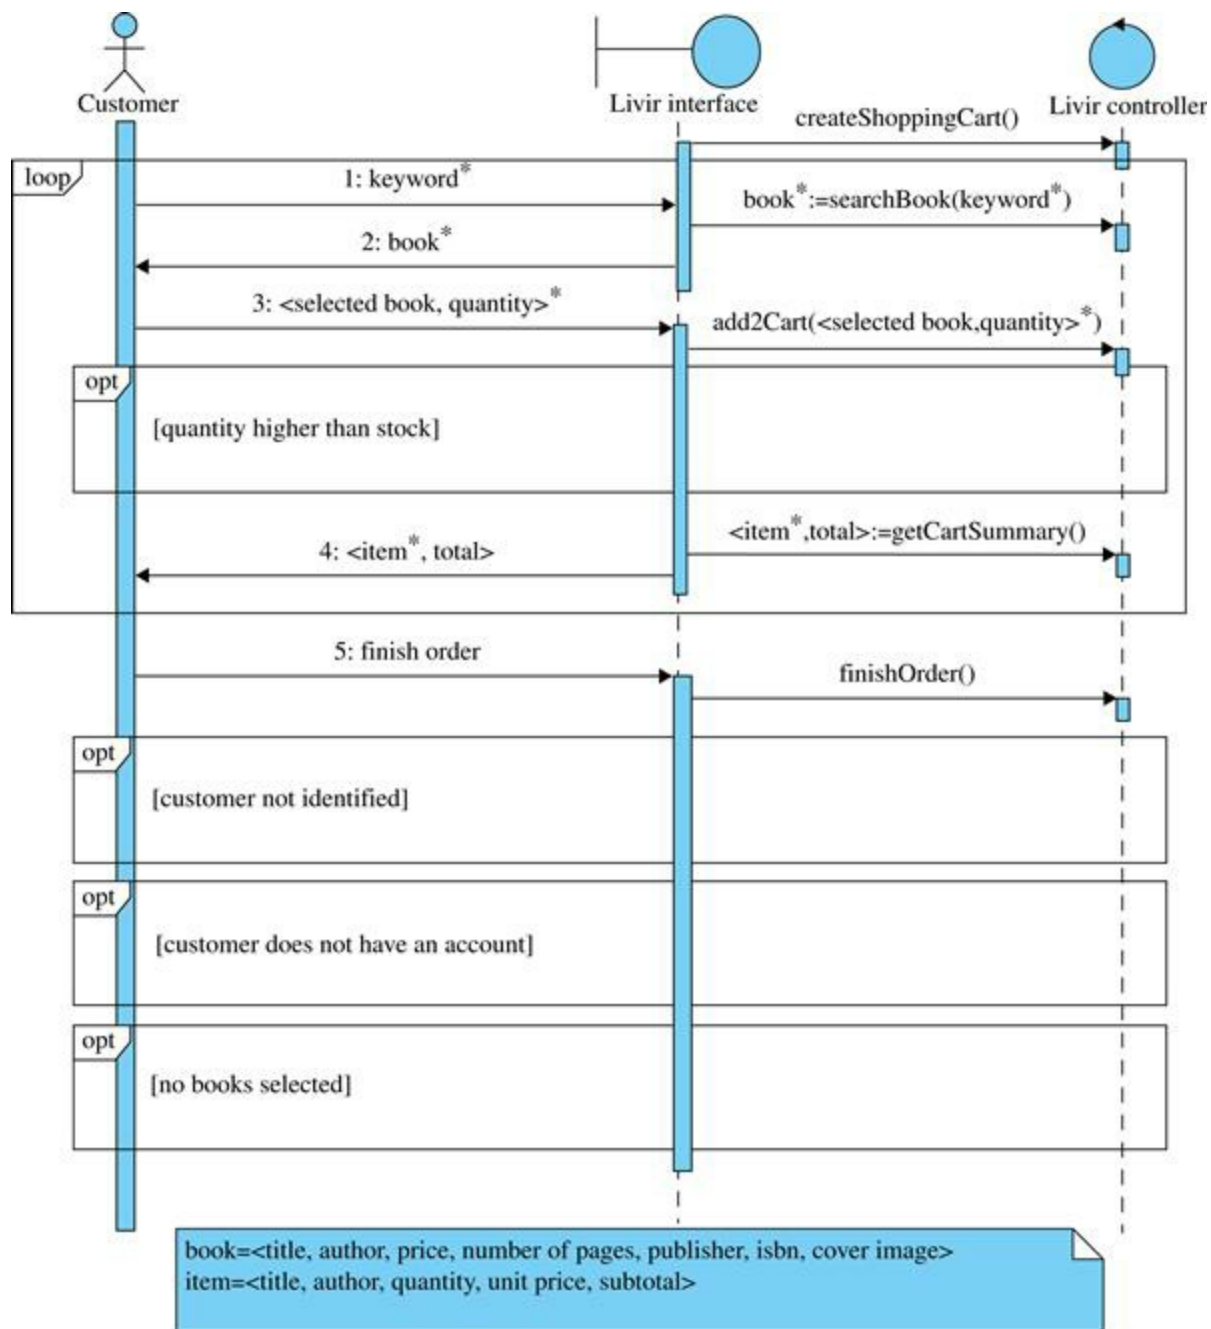 Customer
Livir interface
Livir controller
createShoppingCart()
loop
1: keyword*
book*:=searchBook(keyword*)
2: book*
3: <selected book, quantity>*
add2Cart(<selected book,quantity>*)
opt
[quantity higher than stock]
<item*,total>:=getCartSummary()
4: <item*, total>
5: finish order
finishOrder()
opt
[customer not identified]
opt
[customer does not have an account]
opt
[no books selected]
book=<title, author, price, number of pages, publisher, isbn, cover image>
item=<title, author, quantity, unit price, subtotal>